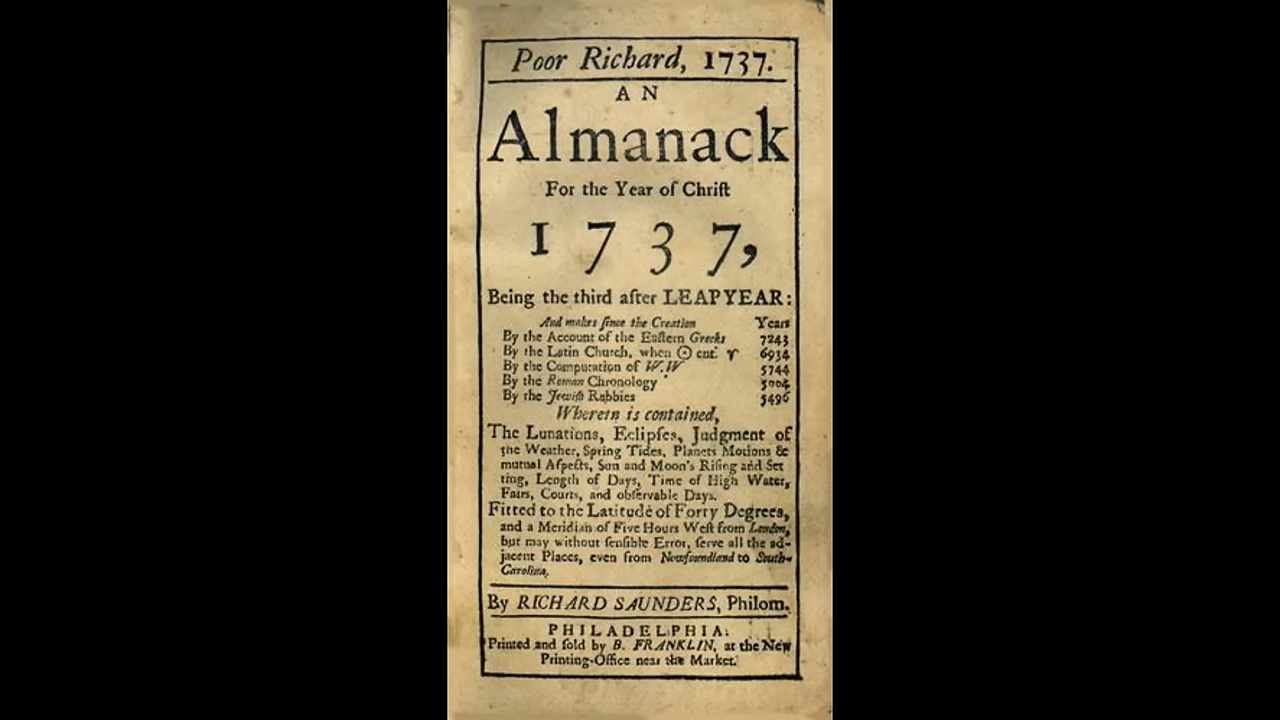 Poor Richard, 1737.
AN
Almanack
For the Year of Chriſt
1737,
Being the third after LEAPYEAR:
And makes ſince the Creation Years
By the Account of the Eaſtern Greeks 7243
By the Latin Church, when ☉ ent. ♈ 6934
By the Computation of W.W 5744
By the Roman Chronology
By the Jewiſh Rabbies 5496
Wherein is contained,
The Lunations, Eclipſes, Judgment of
the Weather, Spring Tides, Planets Motions &
mutual Aſpects, Sun and Moon's Riſing and Set
ting, Length of Days, Time of High Water,
Fairs, Courts, and obſervable Days.
Fitted to the Latitude of Forty Degrees,
and a Meridian of Five Hours Weſt from London,
but may without ſenſible Error, ſerve all the ad-
jacent Places, even from Newfoundland to South-
Carolina.
By RICHARD SAUNDERS, Philom.
PHILADELPHIA:
Printed and ſold by B. FRANKLIN, at the New
Printing-Office near the Market.